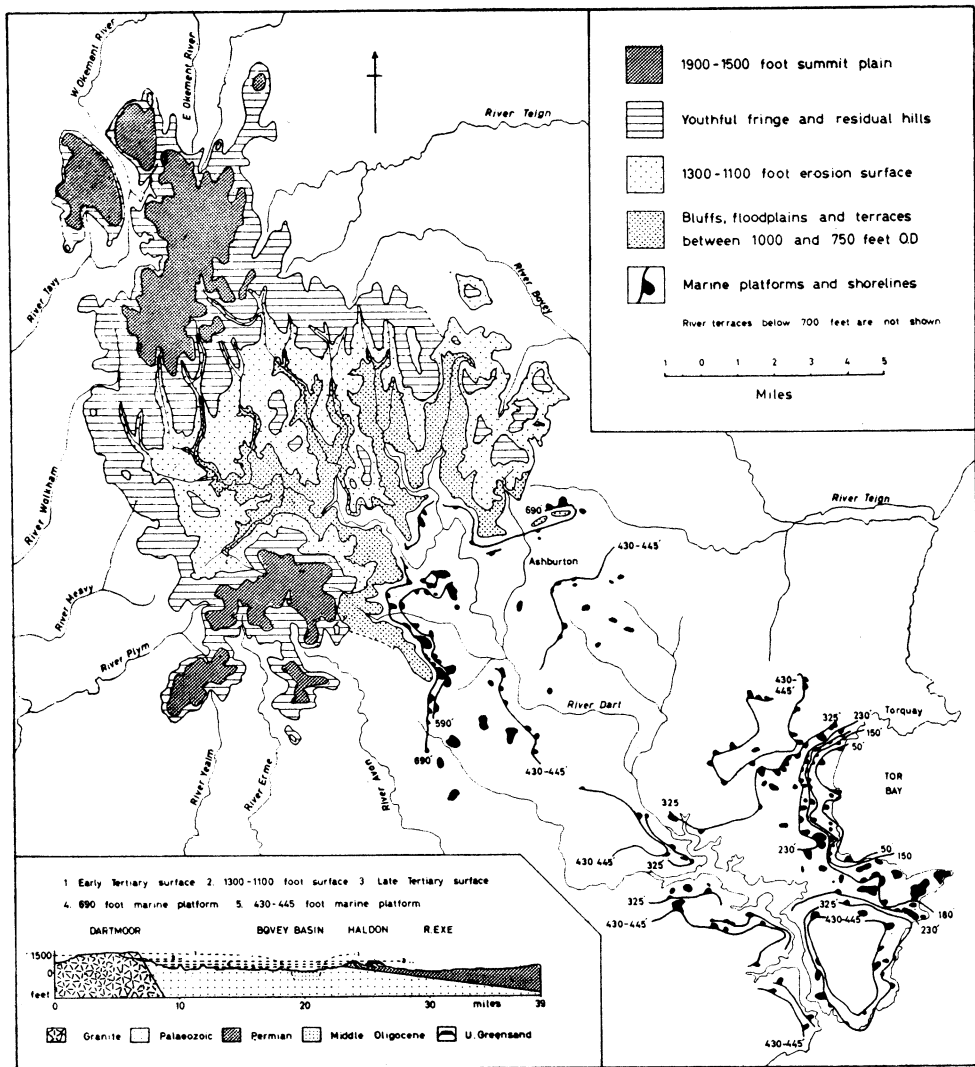 W Okement River
E Okement River
River Teign
River Tavy
River Bovey
River Walkham
River Meavy
River Plym
River Yealm
River Erme
River Avon
River Dart
River Teign
Ashburton
Torquay
TOR
BAY
690'
430-445'
590'
690'
430-445'
430-
445'
325'
230'
150'
50'
325
430-445'
325'
230'
50
150
325'
430-445'
325'
430-445'
180'
230'
430-445'
1900-1500 foot summit plain
Youthful fringe and residual hills
1300-1100 foot erosion surface
Bluffs, floodplains and terraces
between 1000 and 750 feet O.D
Marine platforms and shorelines
River terraces below 700 feet are not shown
1 0 1 2 3 4 5
Miles
1 Early Tertiary surface 2. 1300-1100 foot surface 3 Late Tertiary surface
4. 690 foot marine platform 5. 430-445 foot marine platform
DARTMOOR BOVEY BASIN HALDON R.EXE
1500
0
feet
0 10 20 30 miles 39
Granite Palaeozoic Permian Middle Oligocene U.Greensand